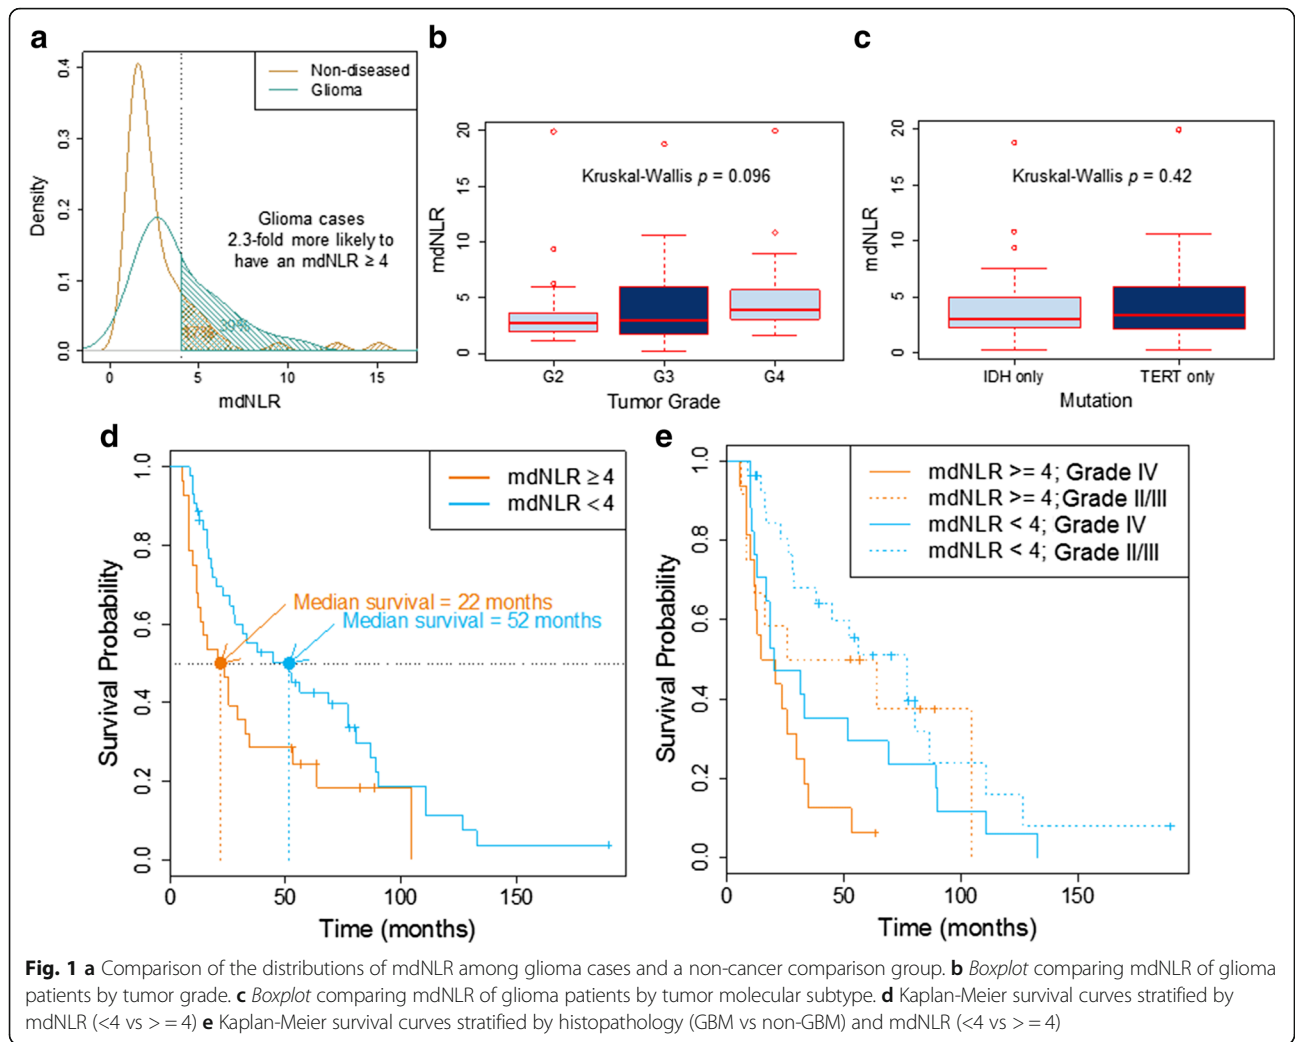 a
0.4
0.3
0.2
0.1
0.0
Density
Non-diseased
Glioma
Glioma cases
2.3-fold more likely to
have an mdNLR ≥ 4
39%
0 5 10 15
mdNLR
b
20
15
10
5
0
mdNLR
Kruskal-Wallis p = 0.096
G2 G3 G4
Tumor Grade
c
20
15
10
5
0
mdNLR
Kruskal-Wallis p = 0.42
IDH only TERT only
Mutation
d
1.0
0.8
0.6
0.4
0.2
0.0
Survival Probability
mdNLR ≥ 4
mdNLR < 4
Median survival = 22 months
Median survival = 52 months
0 50 100 150
Time (months)
e
1.0
0.8
0.6
0.4
0.2
0.0
Survival Probability
mdNLR >= 4; Grade IV
mdNLR >= 4; Grade II/III
mdNLR < 4; Grade IV
mdNLR < 4; Grade II/III
0 50 100 150
Time (months)
Fig. 1 a Comparison of the distributions of mdNLR among glioma cases and a non-cancer comparison group. b Boxplot comparing mdNLR of glioma
patients by tumor grade. c Boxplot comparing mdNLR of glioma patients by tumor molecular subtype. d Kaplan-Meier survival curves stratified by
mdNLR (<4 vs > = 4) e Kaplan-Meier survival curves stratified by histopathology (GBM vs non-GBM) and mdNLR (<4 vs > = 4)